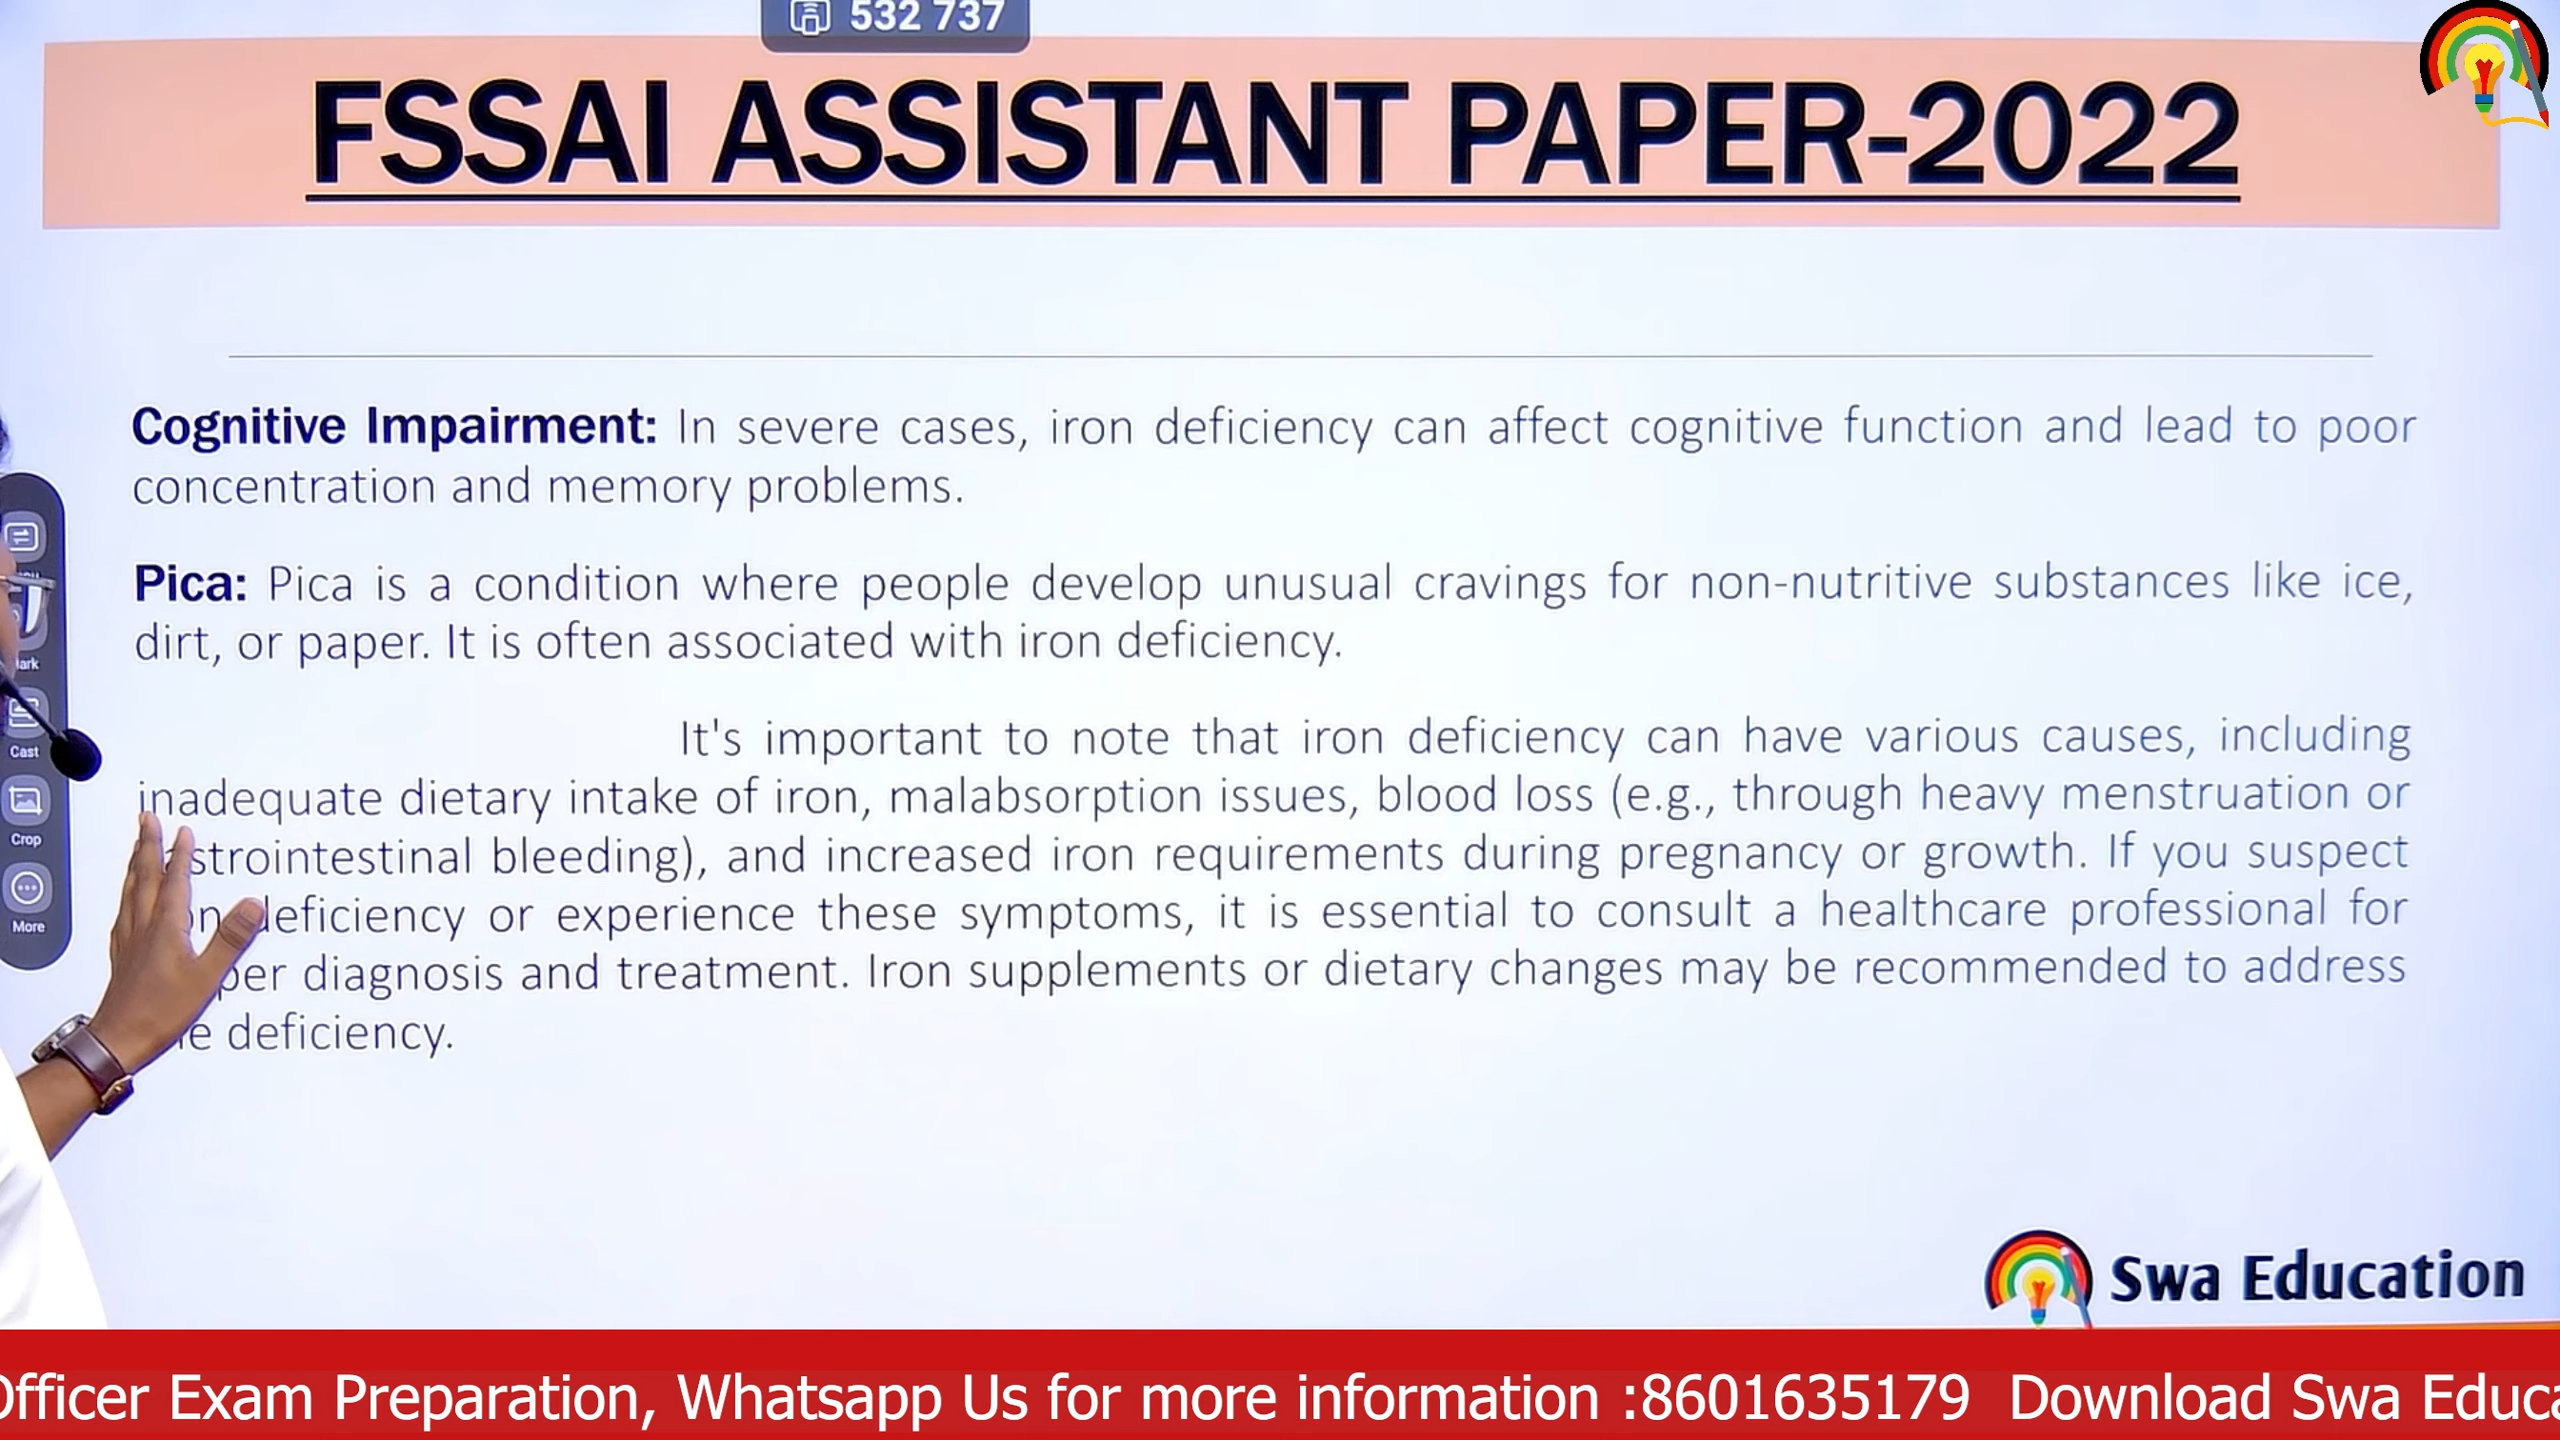 532 737
FSSAI ASSISTANT PAPER-2022
Cognitive Impairment: In severe cases, iron deficiency can affect cognitive function and lead to poor
concentration and memory problems.
Pica: Pica is a condition where people develop unusual cravings for non-nutritive substances like ice,
dirt, or paper. It is often associated with iron deficiency.
It's important to note that iron deficiency can have various causes, including
inadequate dietary intake of iron, malabsorption issues, blood loss (e.g., through heavy menstruation or
strointestinal bleeding), and increased iron requirements during pregnancy or growth. If you suspect
deficiency or experience these symptoms, it is essential to consult a healthcare professional for
per diagnosis and treatment. Iron supplements or dietary changes may be recommended to address
e deficiency.
ark
Cast
Crop
More
Swa Education
Officer Exam Preparation, Whatsapp Us for more information :8601635179 Download Swa Educa